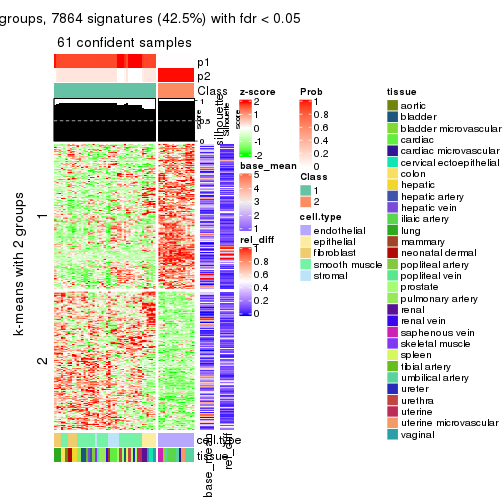 groups, 7864 signatures (42.5%) with fdr < 0.05
61 confident samples
p1
p2
Class
1
0.5
0
silhouette
k-means with 2 groups
1
2
cell.type
tissue
base_mean
rel_diff
z-score
2
1
0
-1
-2
base_mean
5
4
3
2
1
rel_diff
1
0.8
0.6
0.4
0.2
0
Prob
1
0.8
0.6
0.4
0.2
0
Class
1
2
cell.type
endothelial
epithelial
fibroblast
smooth muscle
stromal
tissue
aortic
bladder
bladder microvascular
cardiac
cardiac microvascular
cervical ectoepithelial
colon
hepatic
hepatic artery
hepatic vein
iliac artery
lung
mammary
neonatal dermal
popliteal artery
popliteal vein
prostate
pulmonary artery
renal
renal vein
saphenous vein
skeletal muscle
spleen
tibial artery
umbilical artery
ureter
urethra
uterine
uterine microvascular
vaginal